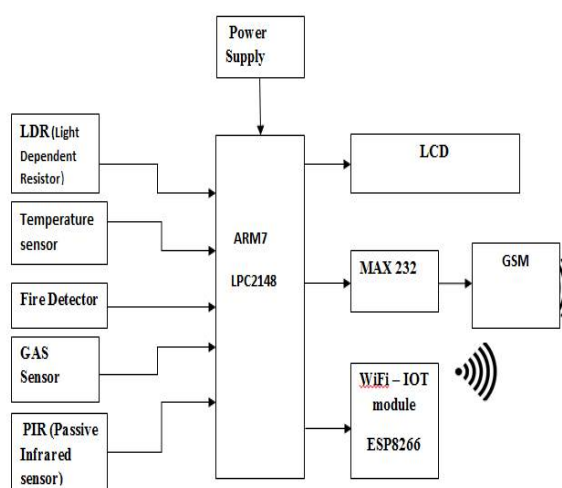 Power
Supply
LDR (Light
Dependent
Resistor)
Temperature
sensor
Fire Detector
GAS
Sensor
PIR (Passive
Infrared
sensor)
ARM7
LPC2148
LCD
MAX 232
GSM
WiFi – IOT
module
ESP8266